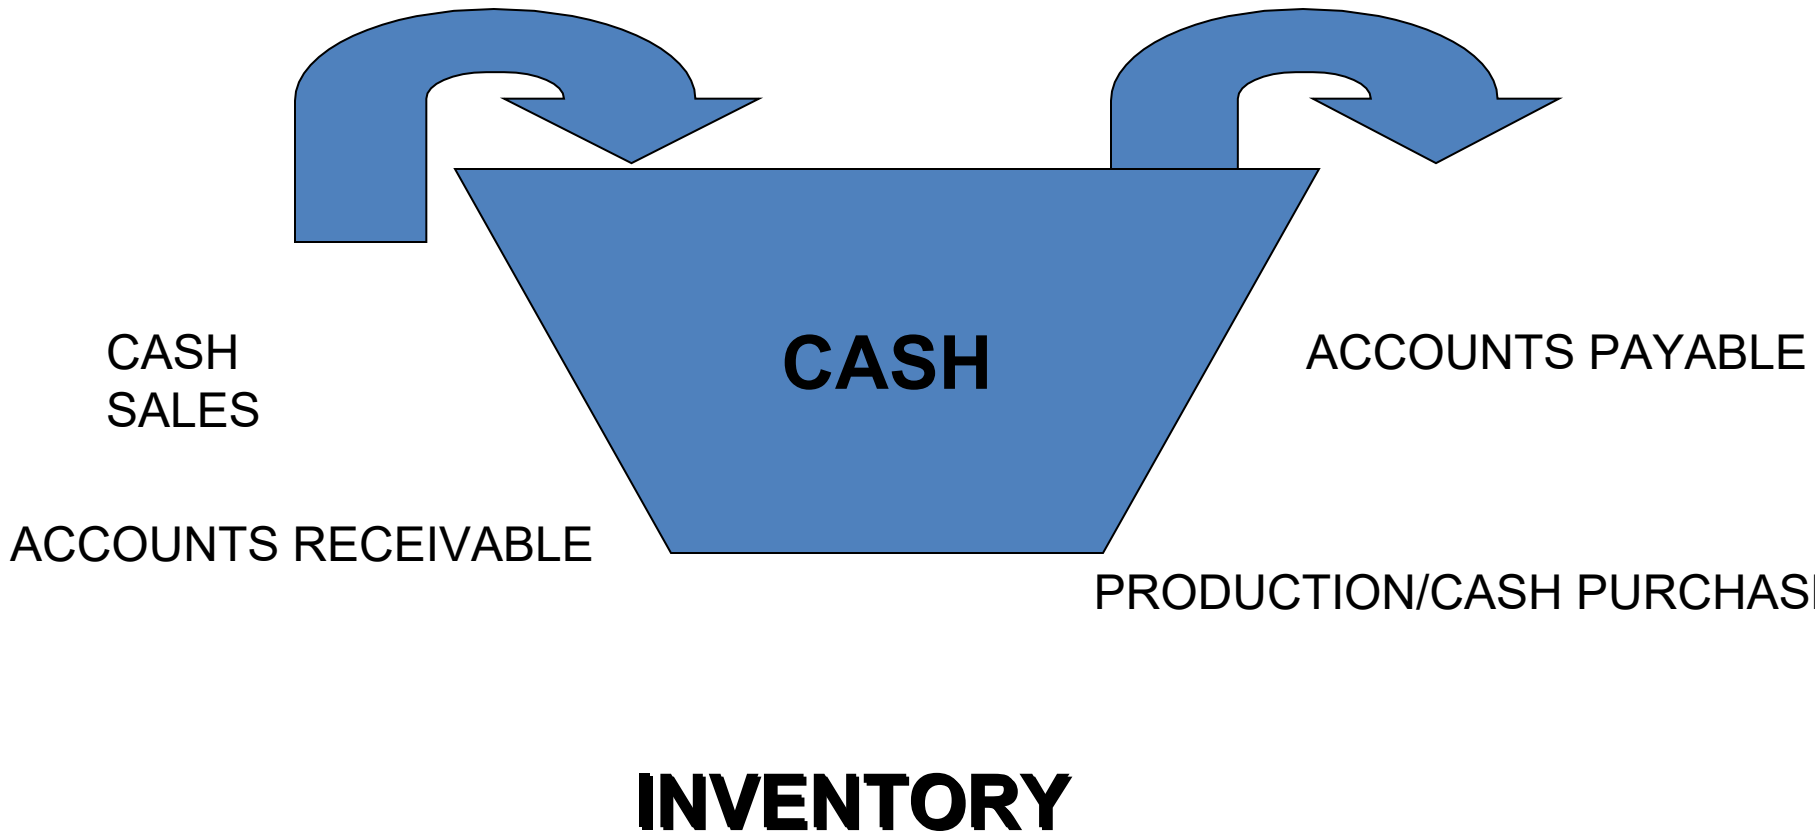 CASH
SALES
CASH
ACCOUNTS PAYABLE
ACCOUNTS RECEIVABLE
PRODUCTION/CASH
INVENTORY